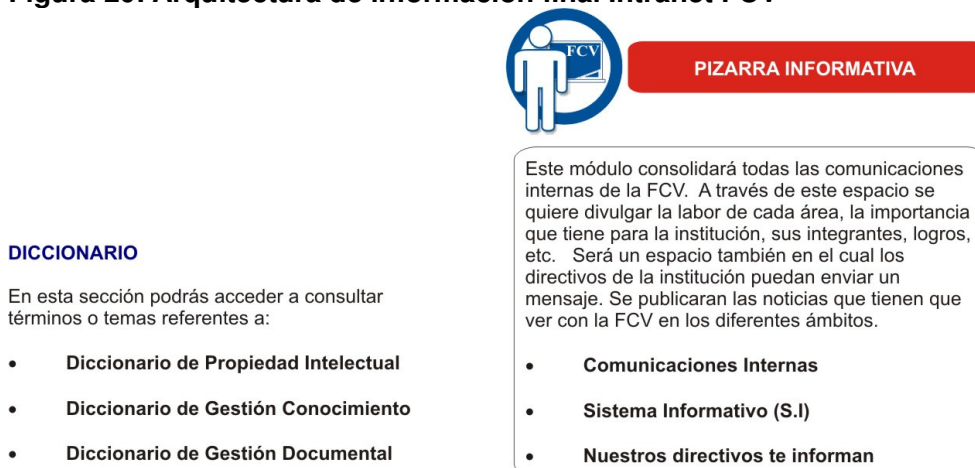 FCV
PIZARRA INFORMATIVA
DICCIONARIO
En esta sección podrás acceder a consultar
términos o temas referentes a:
• Diccionario de Propiedad Intelectual
• Diccionario de Gestión Conocimiento
• Diccionario de Gestión Documental
Este módulo consolidará todas las comunicaciones
internas de la FCV. A través de este espacio se
quiere divulgar la labor de cada área, la importancia
que tiene para la institución, sus integrantes, logros,
etc. Será un espacio también en el cual los
directivos de la institución puedan enviar un
mensaje. Se publicaran las noticias que tienen que
ver con la FCV en los diferentes ámbitos.
• Comunicaciones Internas
• Sistema Informativo (S.I)
• Nuestros directivos te informan